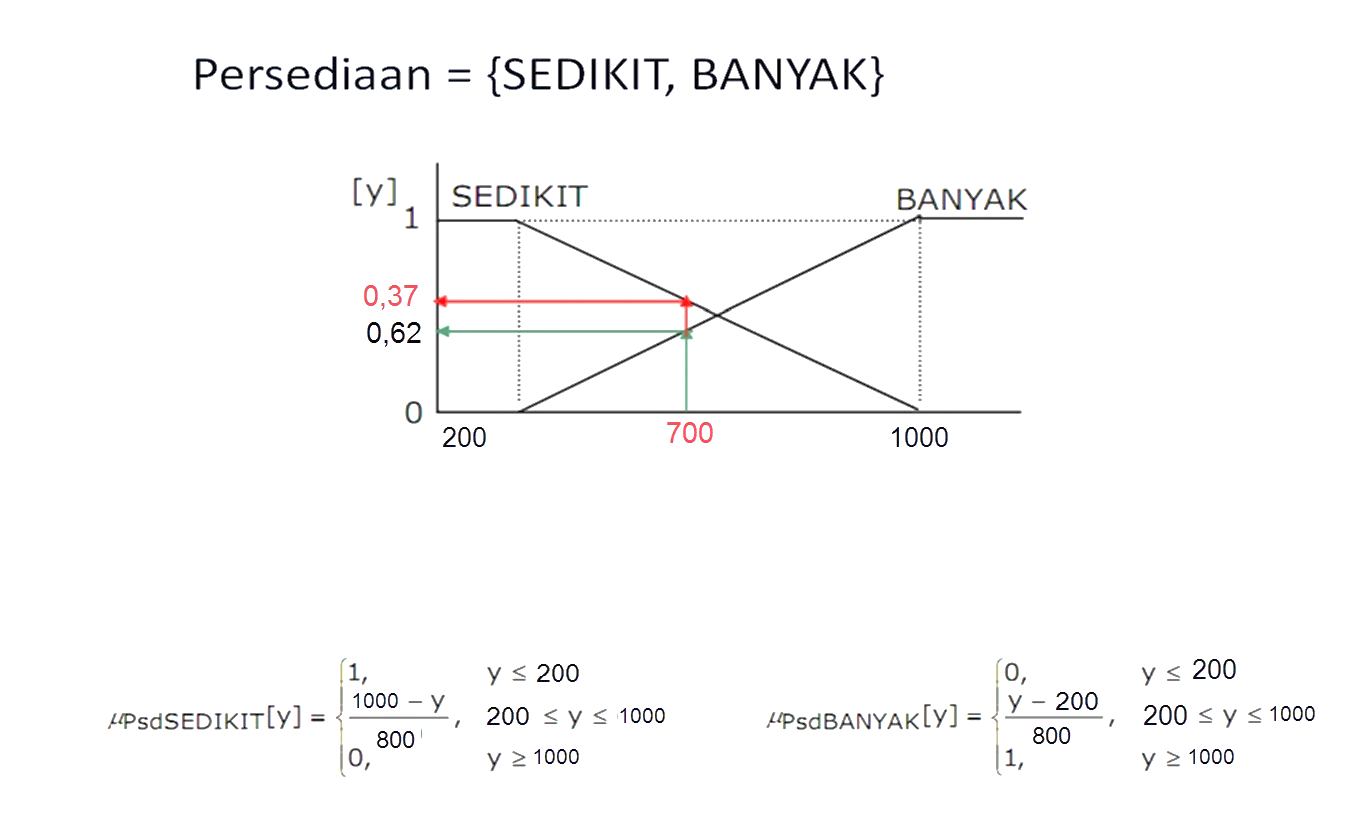 Persediaan = {SEDIKIT, BANYAK}
[y] SEDIKIT BANYAK
1
0,37
0,62
0
200 700 1000
μPsdSEDIKIT[y] = { 1, y ≤ 200
1000 − y / 800 , 200 ≤ y ≤ 1000
0, y ≥ 1000
μPsdBANYAK[y] = { 0, y ≤ 200
y − 200 / 800 , 200 ≤ y ≤ 1000
1, y ≥ 1000